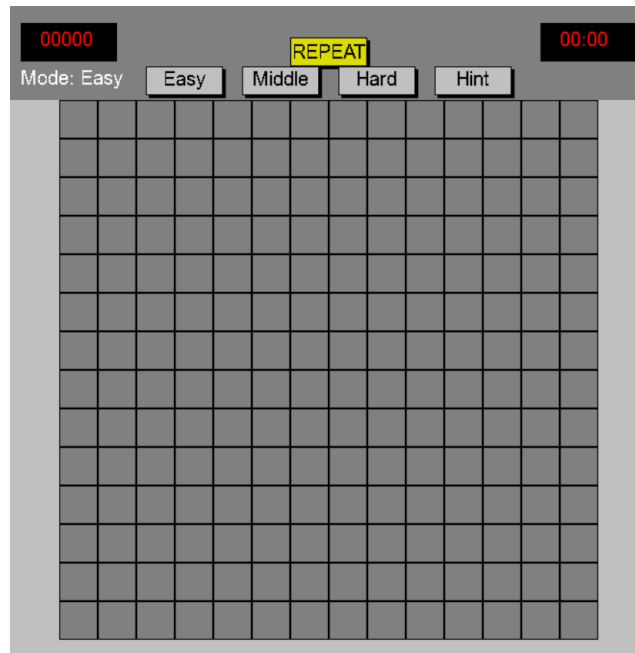 00000
REPEAT
00:00
Mode: Easy
Easy
Middle
Hard
Hint